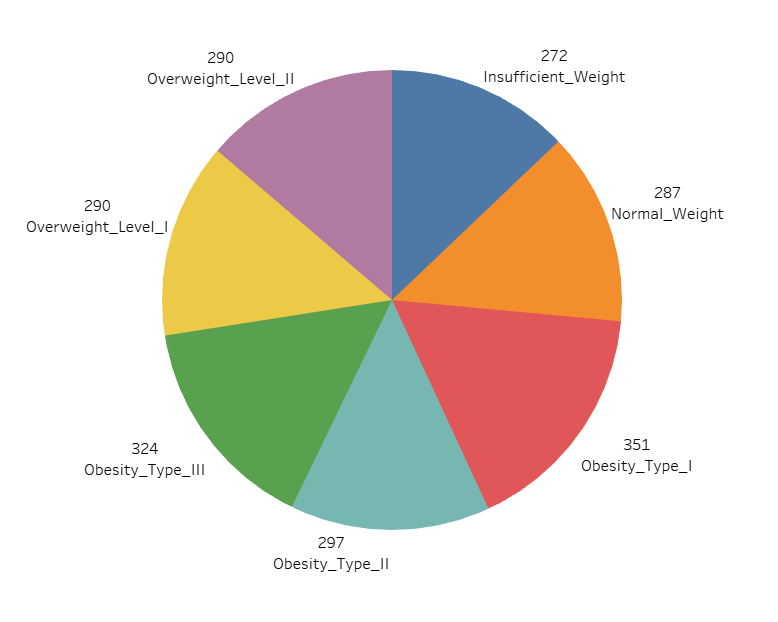 290
Overweight_Level_II
272
Insufficient_Weight
287
Normal_Weight
290
Overweight_Level_I
351
Obesity_Type_I
324
Obesity_Type_III
297
Obesity_Type_II